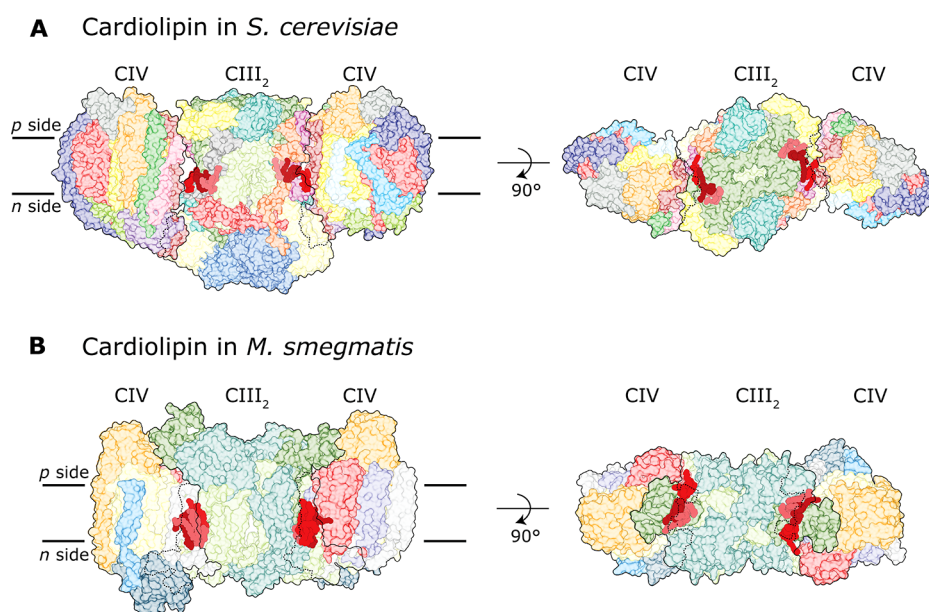 A Cardiolipin in S. cerevisiae
CIV CIII2 CIV CIV CIII2 CIV
p side
n side
90°
B Cardiolipin in M. smegmatis
CIV CIII2 CIV CIV CIII2 CIV
p side
n side
90°